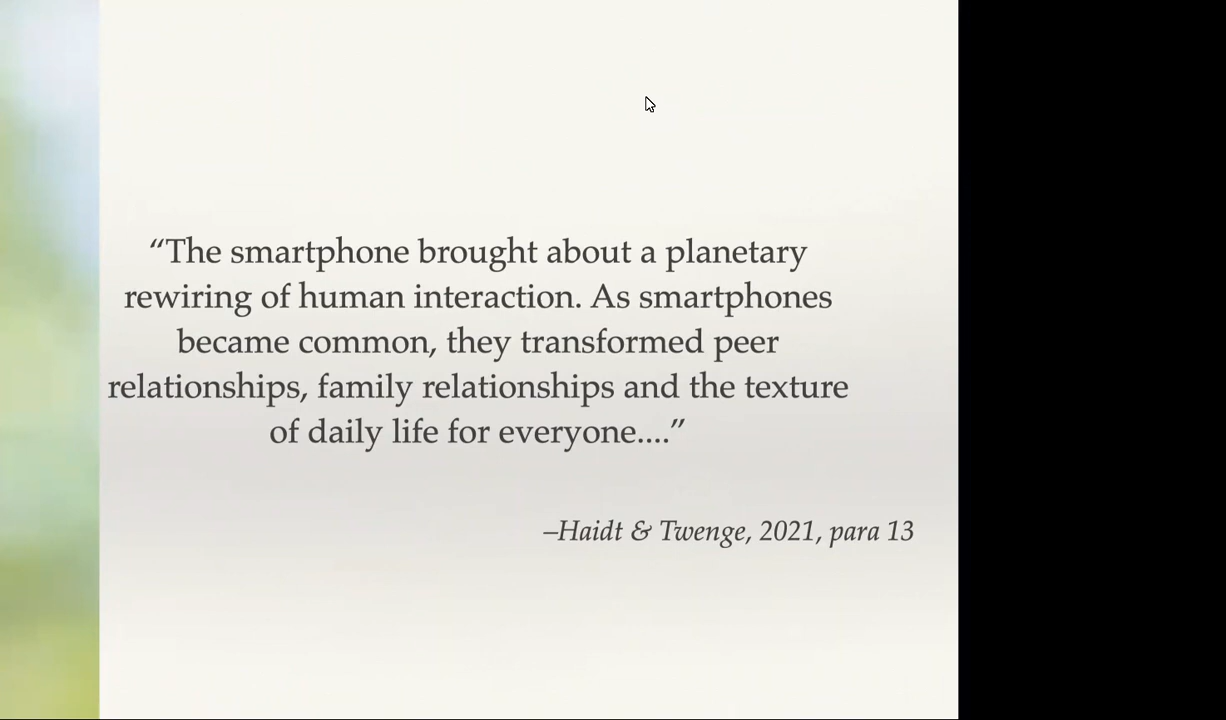 “The smartphone brought about a planetary
rewiring of human interaction. As smartphones
became common, they transformed peer
relationships, family relationships and the texture
of daily life for everyone....”
–Haidt & Twenge, 2021, para 13